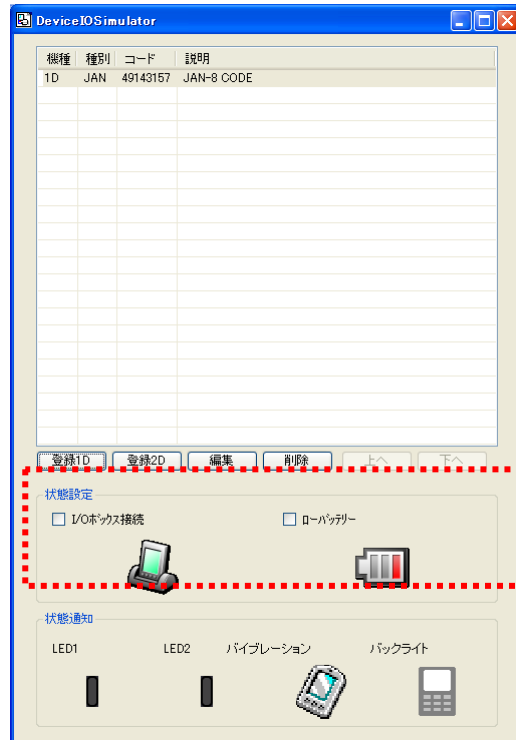 DeviceIOSimulator
機種 種別 コード 説明
1D JAN 49143157 JAN-8 CODE
登録1D 登録2D 編集 削除 上へ 下へ
状態設定
I/Oボックス接続 ローバッテリー
状態通知
LED1 LED2 バイブレーション バックライト